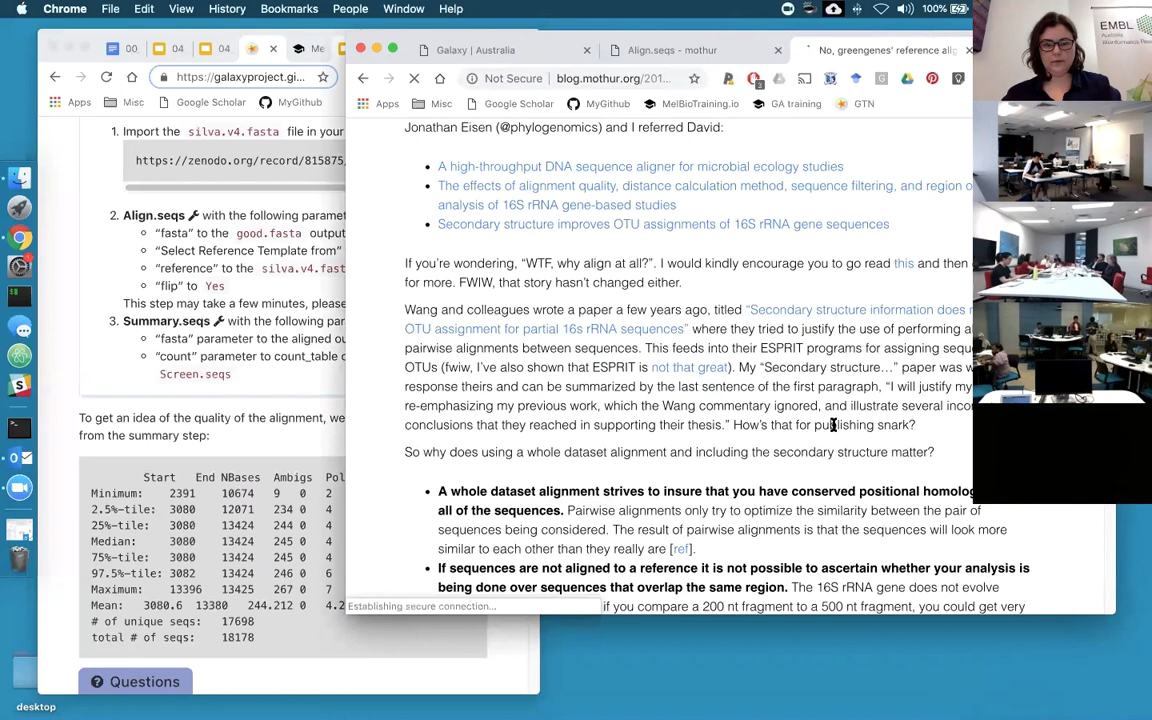 Chrome File Edit View History Bookmarks People Window Help
100%
EMBL
00
04
04
Me
Galaxy | Australia
Align.seqs - mothur
No, greengenes' reference alig
https://galaxyproject.gi...
Not Secure | blog.mothur.org/201...
Apps Misc Google Scholar MyGithub
Apps Misc Google Scholar MyGithub MelBioTraining.io GA training GTN
1. Import the silva.v4.fasta file in your
https://zenodo.org/record/815875/
2. Align.seqs with the following paramet
"fasta" to the good.fasta output
"Select Reference Template from"
"reference" to the silva.v4.fast
"flip" to Yes
This step may take a few minutes, please
3. Summary.seqs with the following par
"fasta" parameter to the aligned ou
"count" parameter to count_table o
Screen.seqs
To get an idea of the quality of the alignment, we
from the summary step:
Start End NBases Ambigs Pol
Minimum: 2391 10674 9 0 2
2.5%-tile: 3080 12071 234 0 4
25%-tile: 3080 13424 244 0 4
Median: 3080 13424 245 0 4
75%-tile: 3080 13424 245 0 4
97.5%-tile: 3082 13424 246 0 6
Maximum: 13396 13425 267 0 7
Mean: 3080.6 13380 244.212 0 4.2
# of unique seqs: 17698
total # of seqs: 18178
Questions
Jonathan Eisen (@phylogenomics) and I referred David:
A high-throughput DNA sequence aligner for microbial ecology studies
The effects of alignment quality, distance calculation method, sequence filtering, and region o
analysis of 16S rRNA gene-based studies
Secondary structure improves OTU assignments of 16S rRNA gene sequences
If you're wondering, "WTF, why align at all?". I would kindly encourage you to go read this and then
for more. FWIW, that story hasn't changed either.
Wang and colleagues wrote a paper a few years ago, titled "Secondary structure information does n
OTU assignment for partial 16s rRNA sequences" where they tried to justify the use of performing al
pairwise alignments between sequences. This feeds into their ESPRIT programs for assigning sequ
OTUs (fwiw, I've also shown that ESPRIT is not that great). My "Secondary structure..." paper was w
response theirs and can be summarized by the last sentence of the first paragraph, "I will justify my
re-emphasizing my previous work, which the Wang commentary ignored, and illustrate several incor
conclusions that they reached in supporting their thesis." How's that for publishing snark?
So why does using a whole dataset alignment and including the secondary structure matter?
A whole dataset alignment strives to insure that you have conserved positional homolog
all of the sequences. Pairwise alignments only try to optimize the similarity between the pair of
sequences being considered. The result of pairwise alignments is that the sequences will look more
similar to each other than they really are [ref].
If sequences are not aligned to a reference it is not possible to ascertain whether your analysis is
being done over sequences that overlap the same region. The 16S rRNA gene does not evolve
if you compare a 200 nt fragment to a 500 nt fragment, you could get very
Establishing secure connection...
desktop